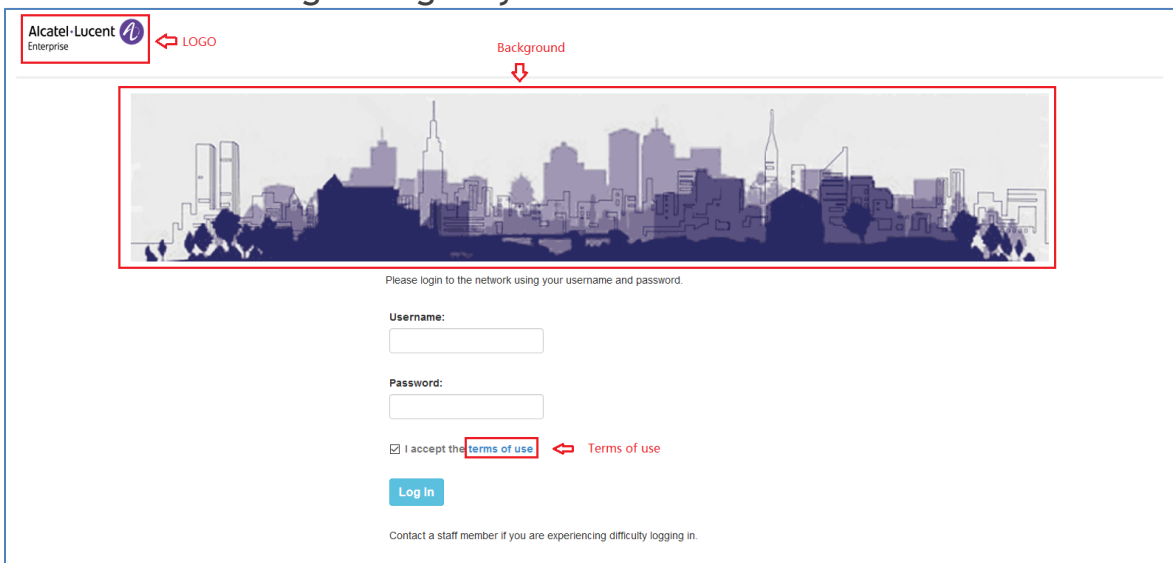 Alcatel·Lucent
Enterprise
LOGO
Background
Please login to the network using your username and password.
Username:
Password:
I accept the terms of use
Terms of use
Log In
Contact a staff member if you are experiencing difficulty logging in.